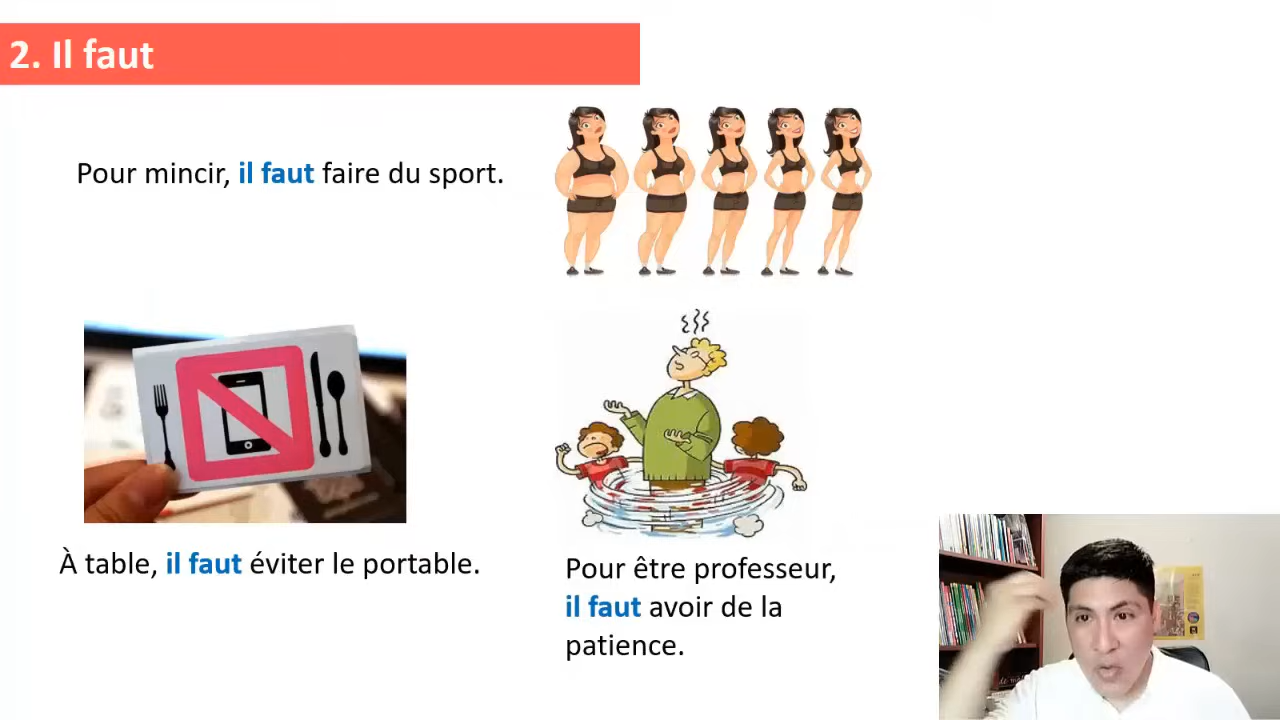 2. Il faut
Pour mincir, il faut faire du sport.
À table, il faut éviter le portable.
Pour être professeur,
il faut avoir de la
patience.